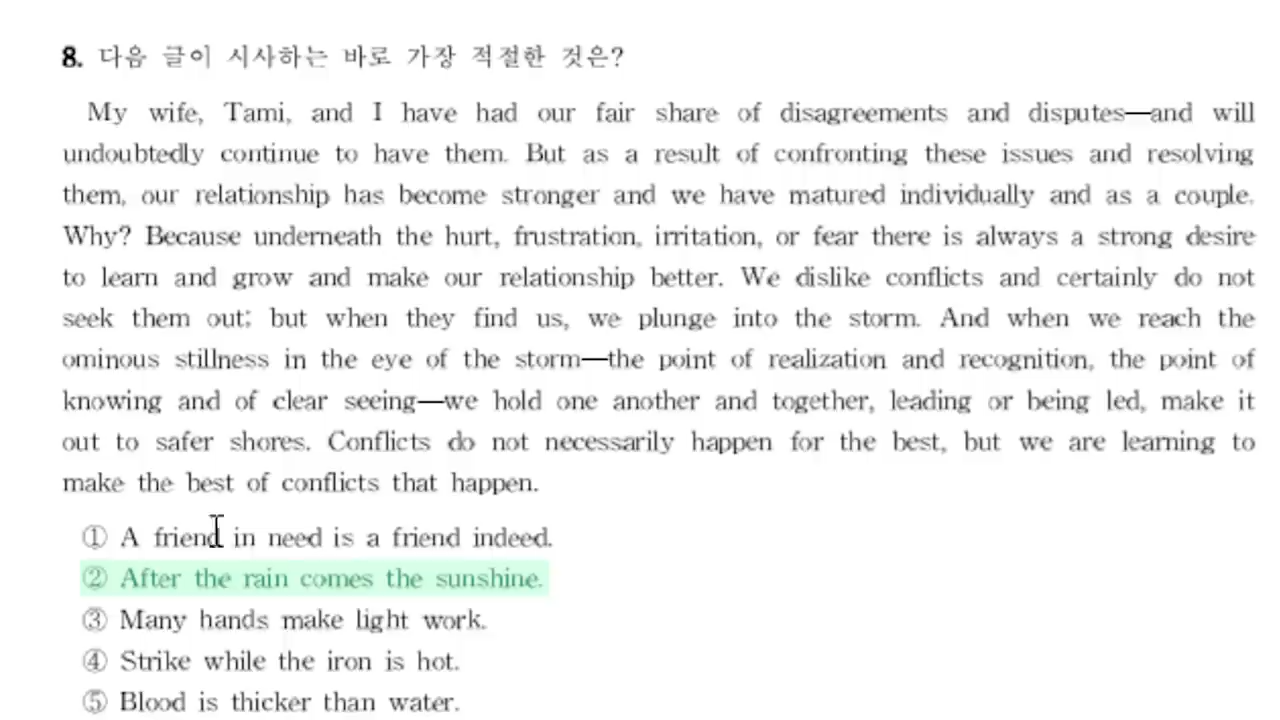 8. 다음 글이 시사하는 바로 가장 적절한 것은?
My wife, Tami, and I have had our fair share of disagreements and disputes—and will
undoubtedly continue to have them. But as a result of confronting these issues and resolving
them, our relationship has become stronger and we have matured individually and as a couple.
Why? Because underneath the hurt, frustration, irritation, or fear there is always a strong desire
to learn and grow and make our relationship better. We dislike conflicts and certainly do not
seek them out; but when they find us, we plunge into the storm. And when we reach the
ominous stillness in the eye of the storm—the point of realization and recognition, the point of
knowing and of clear seeing—we hold one another and together, leading or being led, make it
out to safer shores. Conflicts do not necessarily happen for the best, but we are learning to
make the best of conflicts that happen.
① A friend in need is a friend indeed.
② After the rain comes the sunshine.
③ Many hands make light work.
④ Strike while the iron is hot.
⑤ Blood is thicker than water.